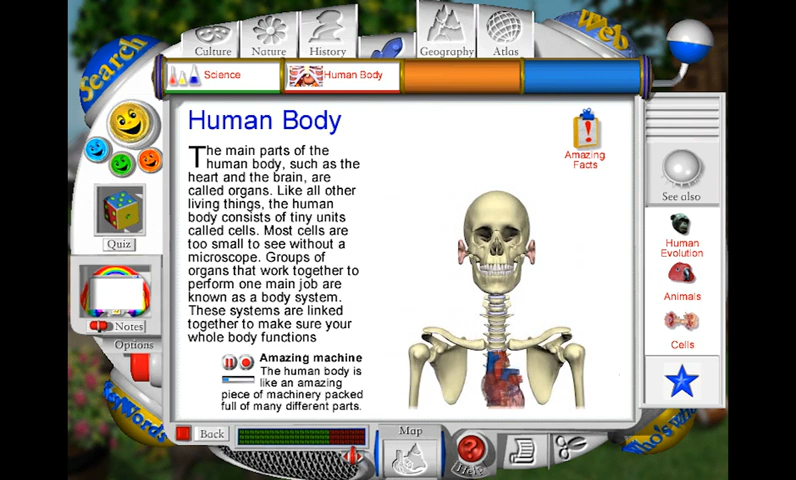 Culture
Nature
History
Geography
Atlas
Search
Web
Science
Human Body
Human Body
Amazing
Facts
The main parts of the
human body, such as the
heart and the brain, are
called organs. Like all other
living things, the human
body consists of tiny units
called cells. Most cells are
too small to see without a
microscope. Groups of
organs that work together to
perform one main job are
known as a body system.
These systems are linked
together to make sure your
whole body functions
Amazing machine
The human body is
like an amazing
piece of machinery packed
full of many different parts.
See also
Human
Evolution
Animals
Cells
Quiz
Notes
Options
Back
Map
Help
Who's who